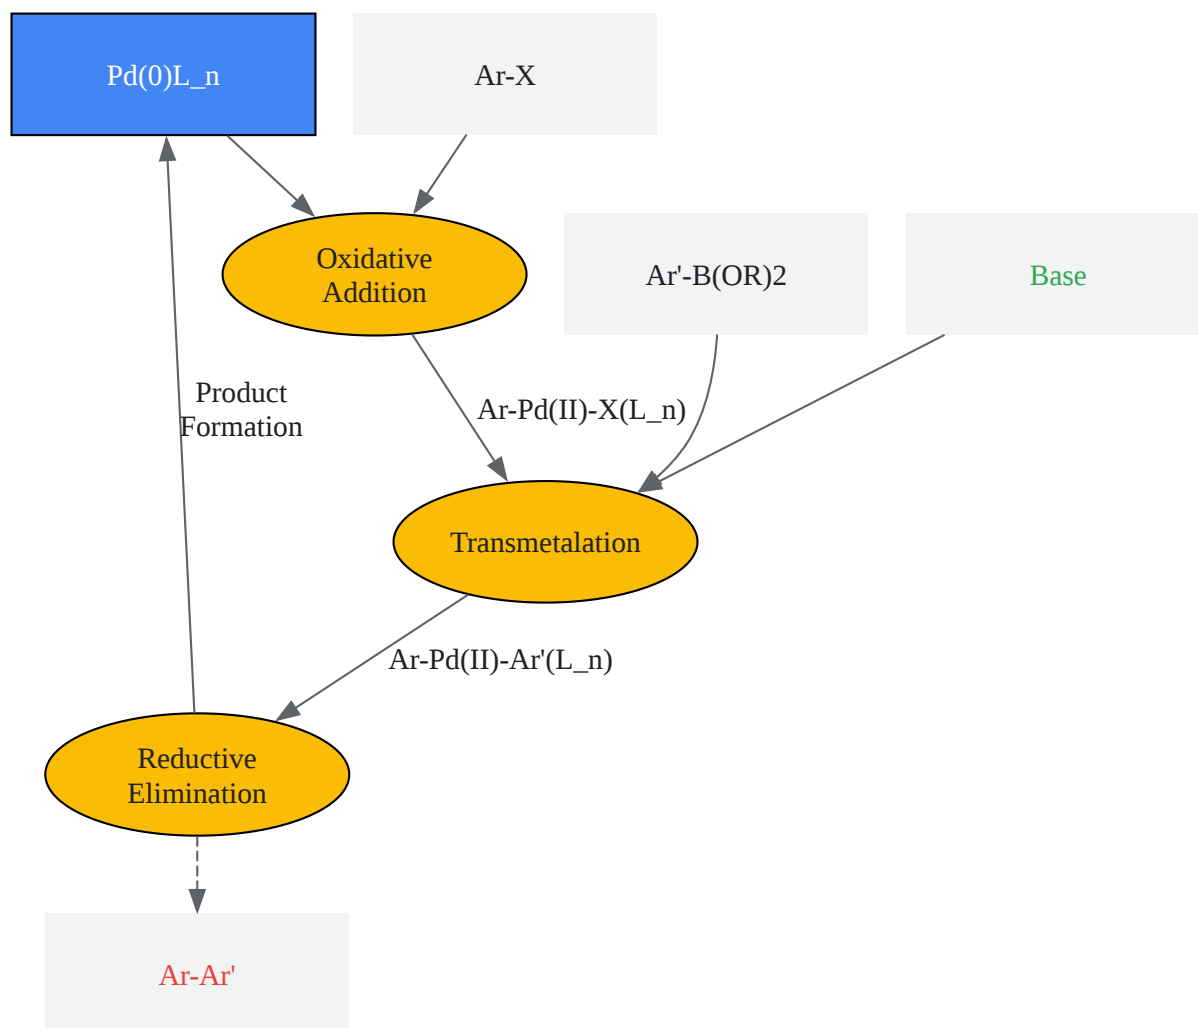 Pd(0)L_n
Ar-X
Oxidative
Addition
Ar'-B(OR)2
Base
Product
Formation
Ar-Pd(II)-X(L_n)
Transmetalation
Ar-Pd(II)-Ar'(L_n)
Reductive
Elimination
Ar-Ar'